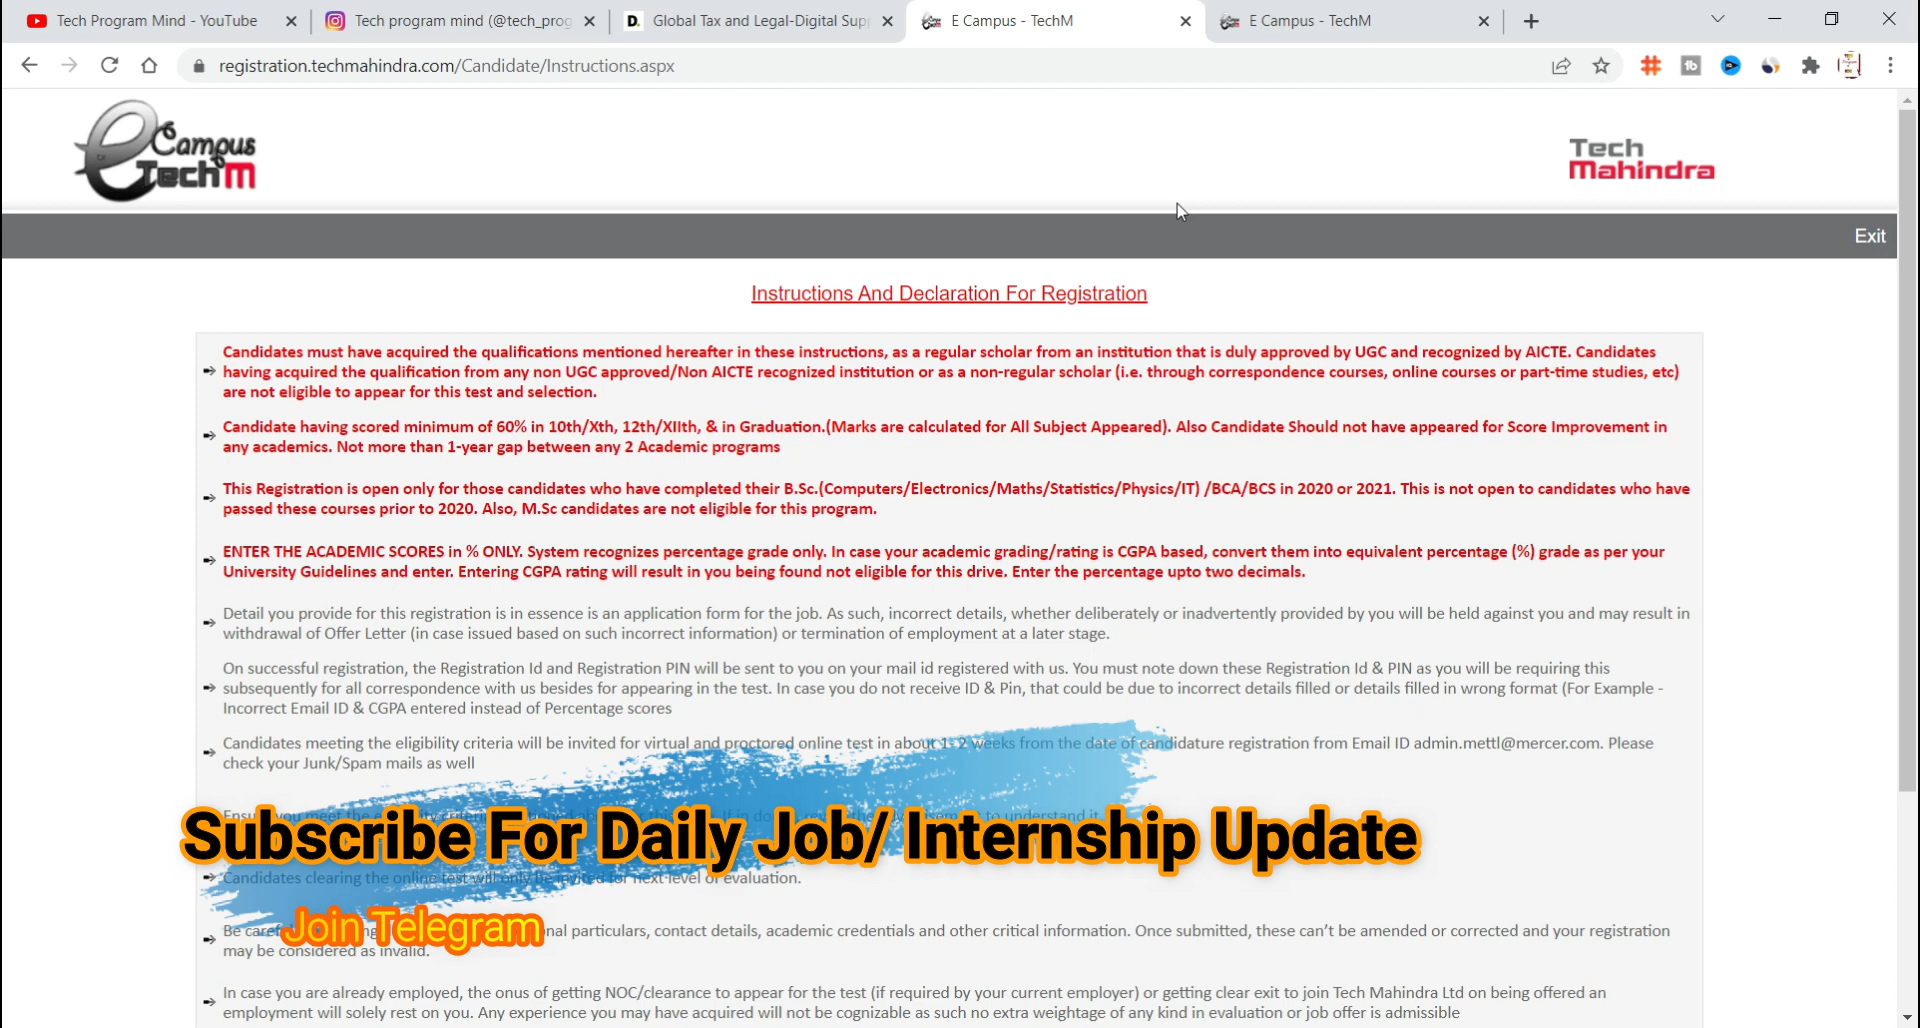 Tech Program Mind - YouTube
Tech program mind (@tech_prog
D. Global Tax and Legal-Digital Supp
E Campus - TechM
E Campus - TechM
registration.techmahindra.com/Candidate/Instructions.aspx
e Campus
Tech M
Tech
Mahindra
Exit
Instructions And Declaration For Registration
Candidates must have acquired the qualifications mentioned hereafter in these instructions, as a regular scholar from an institution that is duly approved by UGC and recognized by AICTE. Candidates
having acquired the qualification from any non UGC approved/Non AICTE recognized institution or as a non-regular scholar (i.e. through correspondence courses, online courses or part-time studies, etc)
are not eligible to appear for this test and selection.
Candidate having scored minimum of 60% in 10th/Xth, 12th/XIIth, & in Graduation.(Marks are calculated for All Subject Appeared). Also Candidate Should not have appeared for Score Improvement in
any academics. Not more than 1-year gap between any 2 Academic programs
This Registration is open only for those candidates who have completed their B.Sc.(Computers/Electronics/Maths/Statistics/Physics/IT) /BCA/BCS in 2020 or 2021. This is not open to candidates who have
passed these courses prior to 2020. Also, M.Sc candidates are not eligible for this program.
ENTER THE ACADEMIC SCORES in % ONLY. System recognizes percentage grade only. In case your academic grading/rating is CGPA based, convert them into equivalent percentage (%) grade as per your
University Guidelines and enter. Entering CGPA rating will result in you being found not eligible for this drive. Enter the percentage upto two decimals.
Detail you provide for this registration is in essence is an application form for the job. As such, incorrect details, whether deliberately or inadvertently provided by you will be held against you and may result in
withdrawal of Offer Letter (in case issued based on such incorrect information) or termination of employment at a later stage.
On successful registration, the Registration Id and Registration PIN will be sent to you on your mail id registered with us. You must note down these Registration Id & PIN as you will be requiring this
subsequently for all correspondence with us besides for appearing in the test. In case you do not receive ID & Pin, that could be due to incorrect details filled or details filled in wrong format (For Example -
Incorrect Email ID & CGPA entered instead of Percentage scores
Candidates meeting the eligibility criteria will be invited for virtual and proctored online test in about 1- 2 weeks from the date of candidature registration from Email ID admin.mettl@mercer.com. Please
check your Junk/Spam mails as well
you meet the to understand it.
Subscribe For Daily Job/ Internship Update
Candidates clearing the online test will only be invited for next level of evaluation.
Join Telegram
particulars, contact details, academic credentials and other critical information. Once submitted, these can't be amended or corrected and your registration
may be considered as invalid.
In case you are already employed, the onus of getting NOC/clearance to appear for the test (if required by your current employer) or getting clear exit to join Tech Mahindra Ltd on being offered an
employment will solely rest on you. Any experience you may have acquired will not be cognizable as such no extra weightage of any kind in evaluation or job offer is admissible